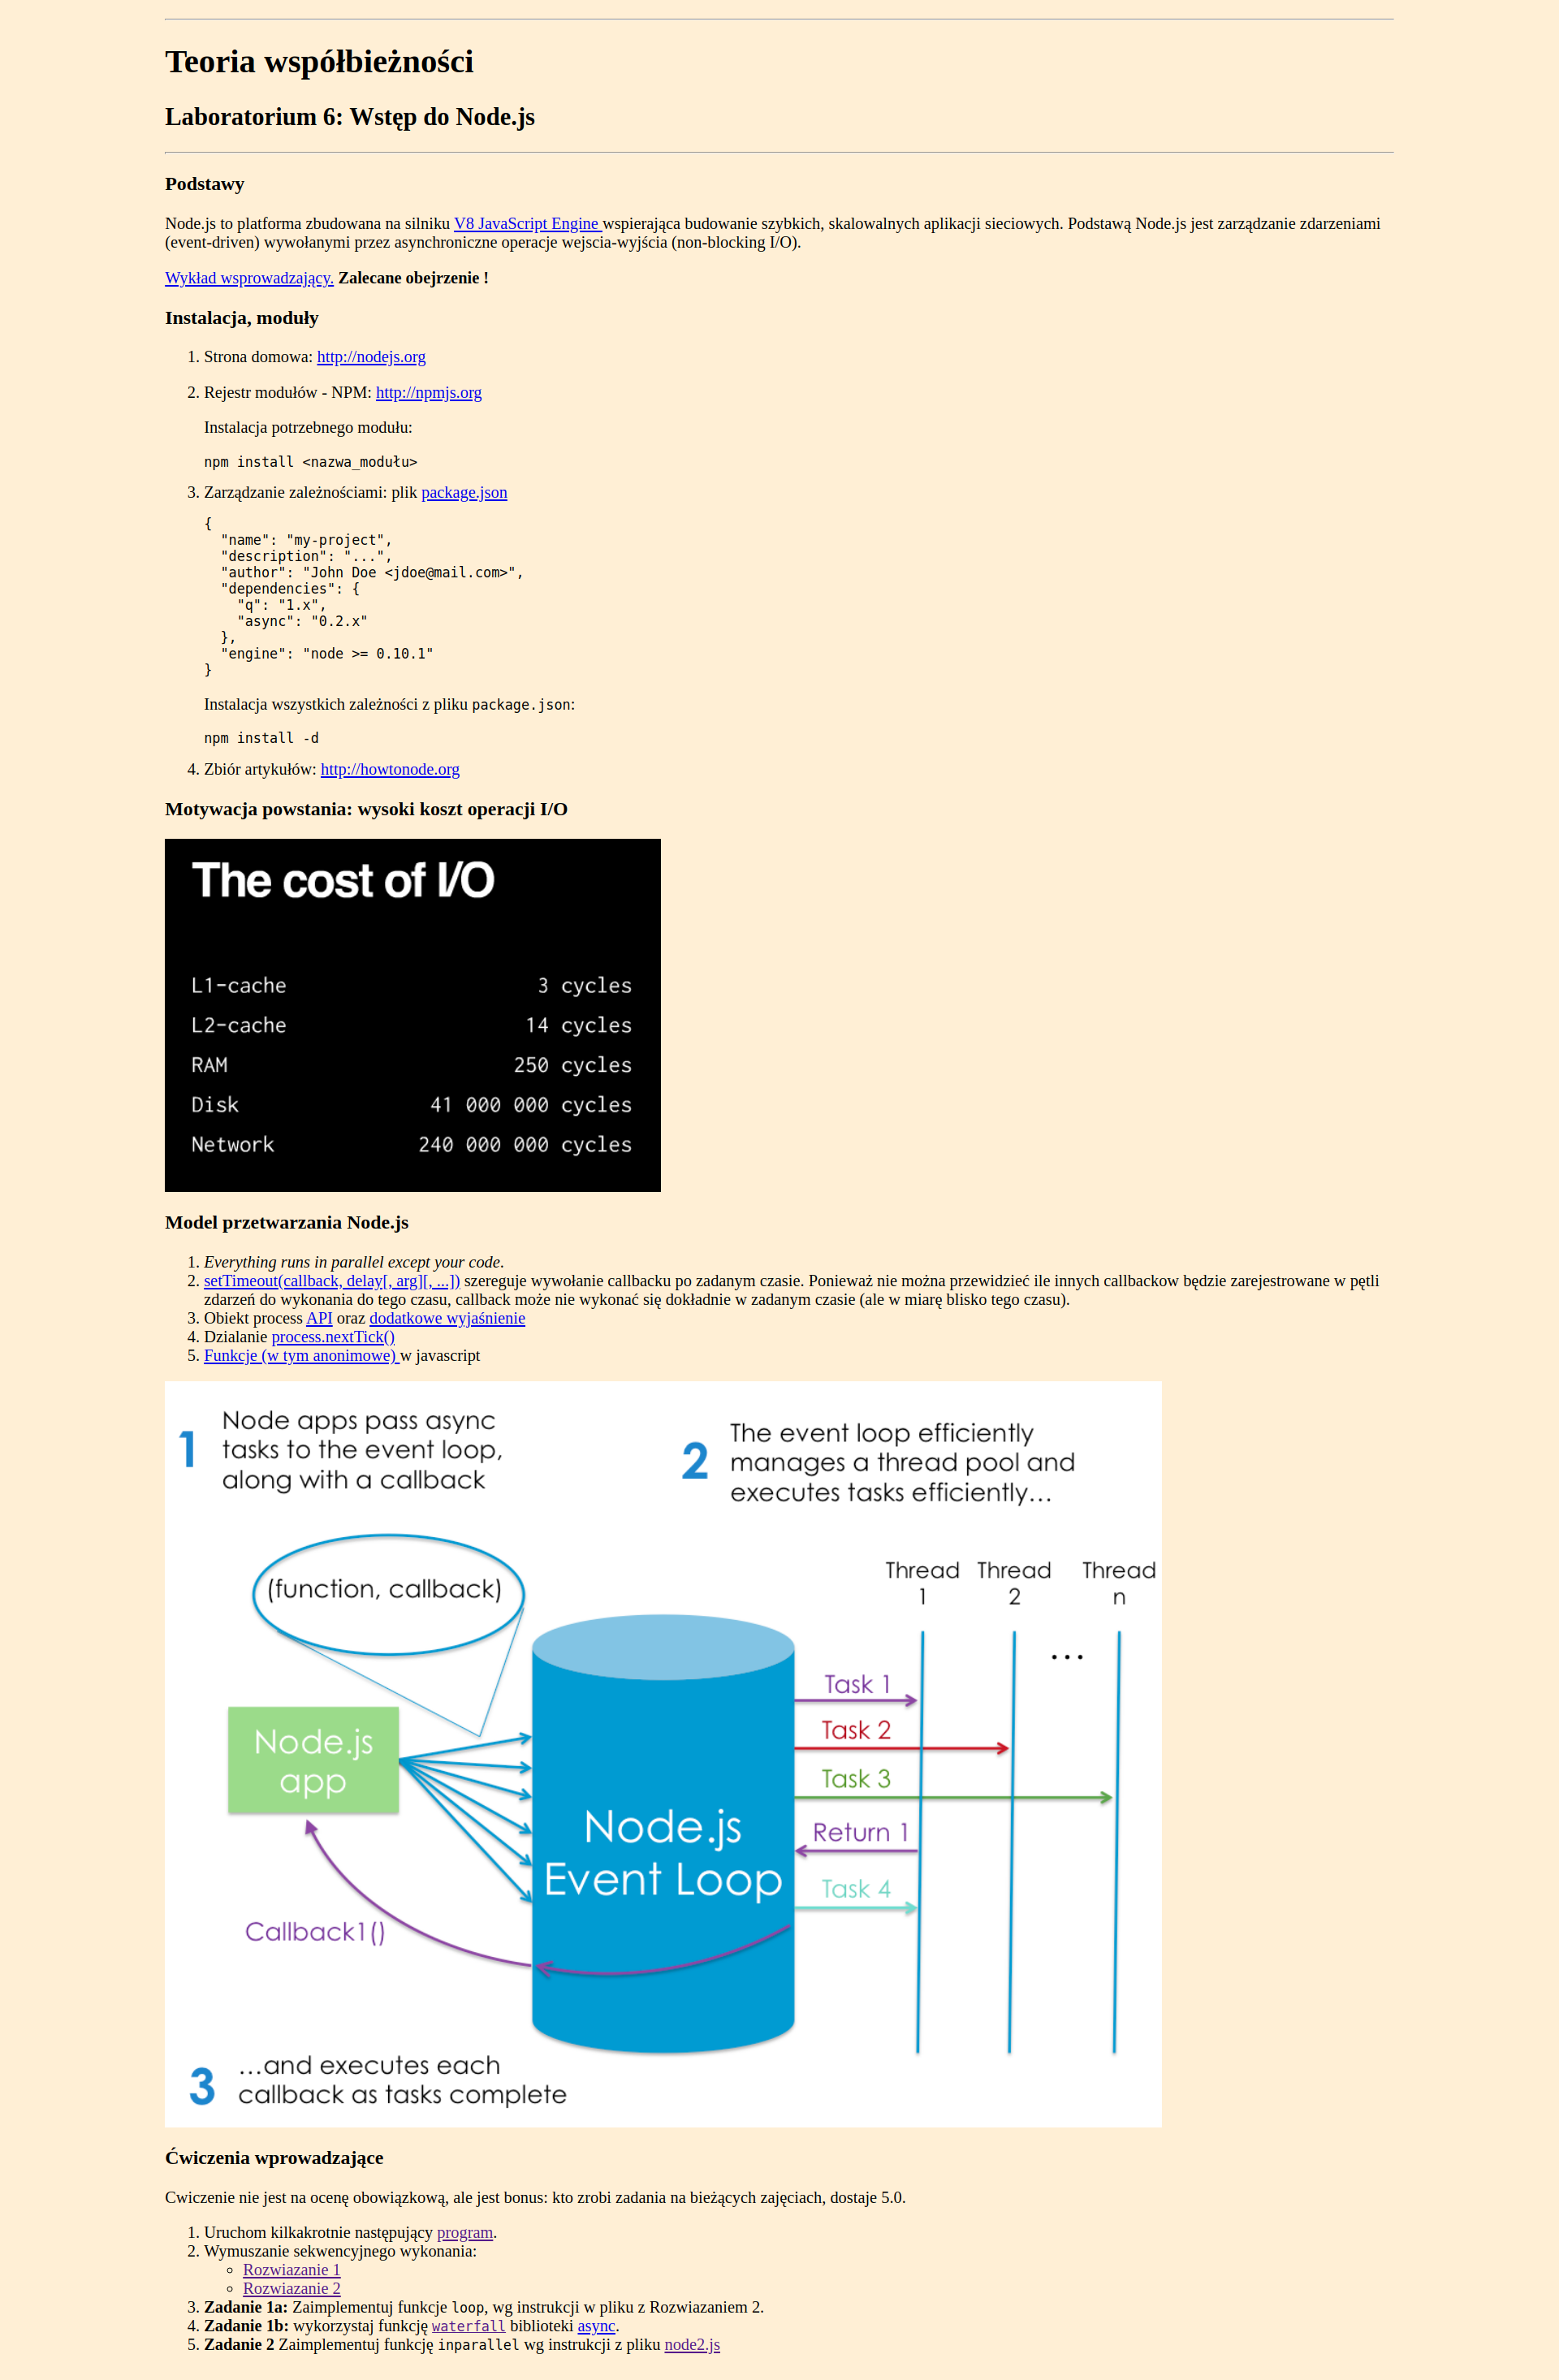 Teoria współbieżności
Laboratorium 6: Wstęp do Node.js
Podstawy
Node.js to platforma zbudowana na silniku V8 JavaScript Engine wspierająca budowanie szybkich, skalowalnych aplikacji sieciowych. Podstawą Node.js jest zarządzanie zdarzeniami
(event-driven) wywołanymi przez asynchroniczne operacje wejscia-wyjścia (non-blocking I/O).
Wykład wsprowadzający. Zalecane obejrzenie !
Instalacja, moduły
1. Strona domowa: http://nodejs.org
2. Rejestr modułów - NPM: http://npmjs.org
Instalacja potrzebnego modułu:
npm install <nazwa_modułu>
3. Zarządzanie zależnościami: plik package.json
{
"name": "my-project",
"description": "...",
"author": "John Doe <jdoe@mail.com>",
"dependencies": {
"q": "1.x",
"async": "0.2.x"
},
"engine": "node >= 0.10.1"
}
Instalacja wszystkich zależności z pliku package.json:
npm install -d
4. Zbiór artykułów: http://howtonode.org
Motywacja powstania: wysoki koszt operacji I/O
The cost of I/O
L1-cache 3 cycles
L2-cache 14 cycles
RAM 250 cycles
Disk 41 000 000 cycles
Network 240 000 000 cycles
Model przetwarzania Node.js
1. Everything runs in parallel except your code.
2. setTimeout(callback, delay[, arg][, ...]) szereguje wywołanie callbacku po zadanym czasie. Ponieważ nie można przewidzieć ile innych callbackow będzie zarejestrowane w pętli
zdarzeń do wykonania do tego czasu, callback może nie wykonać się dokładnie w zadanym czasie (ale w miarę blisko tego czasu).
3. Obiekt process API oraz dodatkowe wyjaśnienie
4. Dzialanie process.nextTick()
5. Funkcje (w tym anonimowe) w javascript
1 Node apps pass async
tasks to the event loop,
along with a callback
2 The event loop efficiently
manages a thread pool and
executes tasks efficiently…
(function, callback)
Thread 1
Thread 2
...
Thread n
Node.js
app
Node.js
Event Loop
Task 1
Task 2
Task 3
Return 1
Task 4
Callback1()
3 …and executes each
callback as tasks complete
Ćwiczenia wprowadzające
Cwiczenie nie jest na ocenę obowiązkową, ale jest bonus: kto zrobi zadania na bieżących zajęciach, dostaje 5.0.
1. Uruchom kilkakrotnie następujący program.
2. Wymuszanie sekwencyjnego wykonania:
◦ Rozwiazanie 1
◦ Rozwiazanie 2
3. Zadanie 1a: Zaimplementuj funkcje loop, wg instrukcji w pliku z Rozwiazaniem 2.
4. Zadanie 1b: wykorzystaj funkcję waterfall biblioteki async.
5. Zadanie 2 Zaimplementuj funkcję inparallel wg instrukcji z pliku node2.js